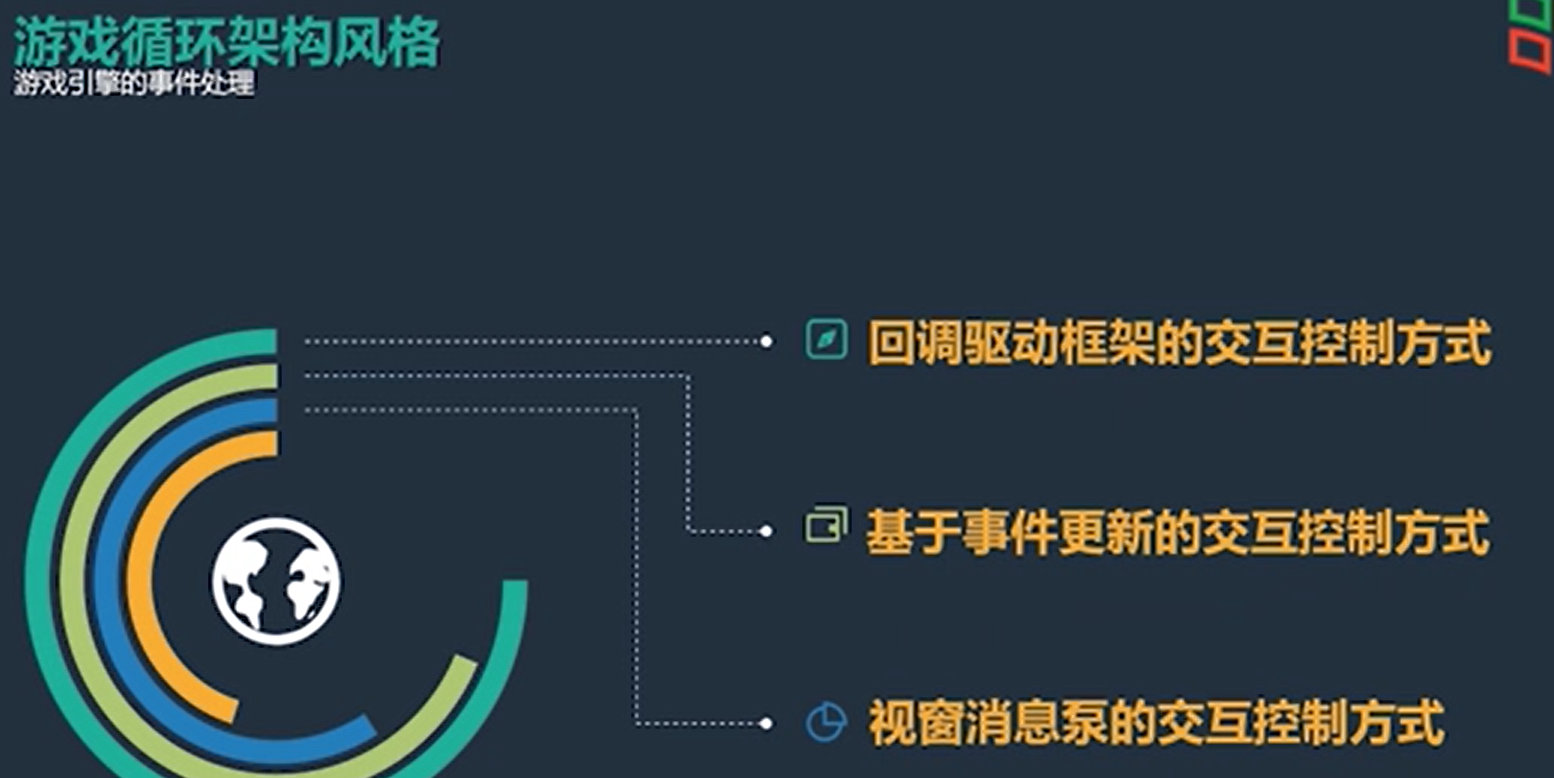 游戏循环架构风格
游戏引擎的事件处理
回调驱动框架的交互控制方式
基于事件更新的交互控制方式
视窗消息泵的交互控制方式